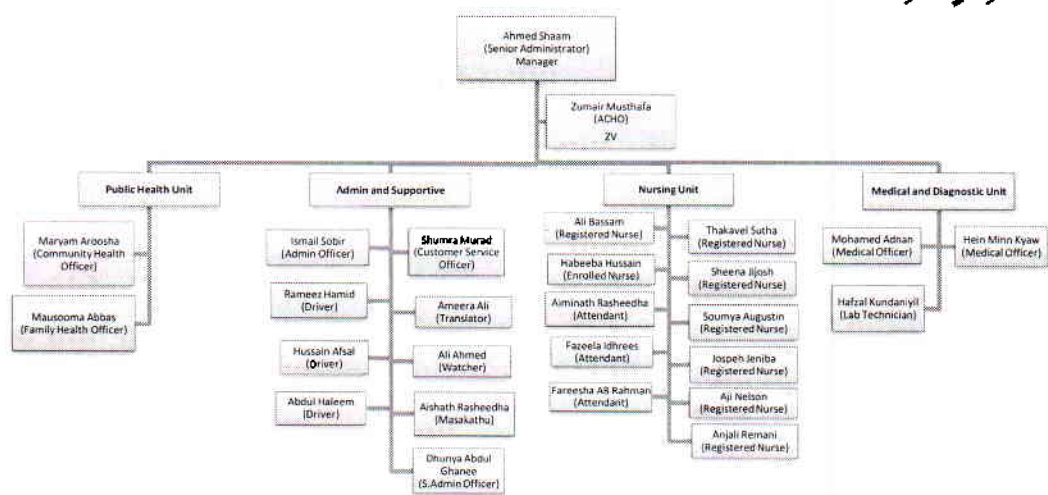 Ahmed Shaam
(Senior Administrator)
Manager
Zumair Musthafa
(ACHO)
ZV
Public Health Unit
Admin and Supportive
Nursing Unit
Medical and Diagnostic Unit
Maryam Aroosha
(Community Health
Officer)
Mausooma Abbas
(Family Health Officer)
Ismail Sobir
(Admin Officer)
Shumra Murad
(Customer Service
Officer)
Rameez Hamid
(Driver)
Ameera Ali
(Translator)
Hussain Afsal
(Driver)
Ali Ahmed
(Watcher)
Abdul Haleem
(Driver)
Aishath Rasheedha
(Masakathu)
Dhunya Abdul
Ghanee
(S.Admin Officer)
Ali Bassam
(Registered Nurse)
Thakavel Sutha
(Registered Nurse)
Habeeba Hussain
(Enrolled Nurse)
Sheena Jijosh
(Registered Nurse)
Aiminath Rasheedha
(Attendant)
Soumya Augustin
(Registered Nurse)
Fazeela Idhrees
(Attendant)
Jospeh Jeniba
(Registered Nurse)
Fareesha AB Rahman
(Attendant)
Aji Nelson
(Registered Nurse)
Anjali Remani
(Registered Nurse)
Mohamed Adnan
(Medical Officer)
Hein Minn Kyaw
(Medical Officer)
Hafzal Kundaniyil
(Lab Technician)